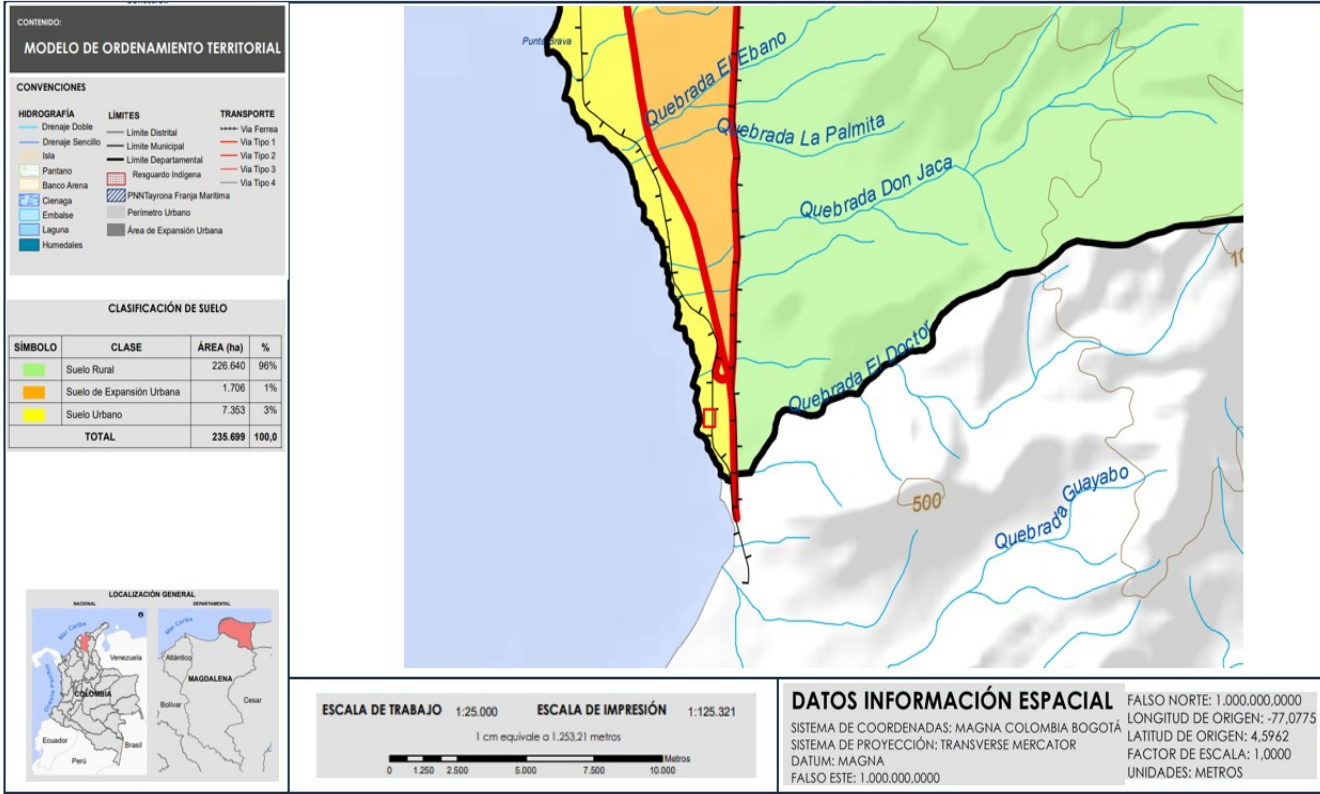 CONTENIDO:
MODELO DE ORDENAMIENTO TERRITORIAL
CONVENCIONES
HIDROGRAFÍA
Drenaje Doble
Drenaje Sencillo
Isla
Pantano
Banco Arena
Cienaga
Embalse
Laguna
Humedales
LÍMITES
Límite Distrital
Límite Municipal
Límite Departamental
Resguardo Indígena
PNNTayrona Franja Maritima
Perímetro Urbano
Área de Expansión Urbana
TRANSPORTE
Via Ferrea
Via Tipo 1
Via Tipo 2
Via Tipo 3
Via Tipo 4
CLASIFICACIÓN DE SUELO
SÍMBOLO CLASE ÁREA (ha) %
Suelo Rural 226.640 96%
Suelo de Expansión Urbana 1.706 1%
Suelo Urbano 7.353 3%
TOTAL 235.699 100,0
LOCALIZACIÓN GENERAL
NACIONAL
Mar Caribe
Venezuela
COLOMBIA
Ecuador
Brasil
Perú
DEPARTAMENTAL
Mar Caribe
Atlántico
MAGDALENA
Bolívar
Cesar
Punta Brava
Quebrada El Ebano
Quebrada La Palmita
Quebrada Don Jaca
Quebrada El Doctor
500
Quebrada Guayabo
ESCALA DE TRABAJO 1:25.000 ESCALA DE IMPRESIÓN 1:125.321
1 cm equivale a 1.253,21 metros
Metros
0 1.250 2.500 5.000 7.500 10.000
DATOS INFORMACIÓN ESPACIAL
SISTEMA DE COORDENADAS: MAGNA COLOMBIA BOGOTÁ
SISTEMA DE PROYECCIÓN: TRANSVERSE MERCATOR
DATUM: MAGNA
FALSO ESTE: 1.000.000,0000
FALSO NORTE: 1.000.000,0000
LONGITUD DE ORIGEN: -77,0775
LATITUD DE ORIGEN: 4,5962
FACTOR DE ESCALA: 1,0000
UNIDADES: METROS